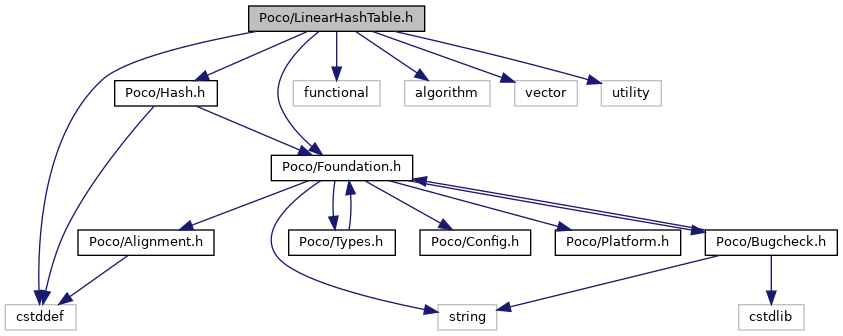 Poco/LinearHashTable.h
Poco/Hash.h
functional
algorithm
vector
utility
Poco/Foundation.h
Poco/Alignment.h
Poco/Types.h
Poco/Config.h
Poco/Platform.h
Poco/Bugcheck.h
cstddef
string
cstdlib